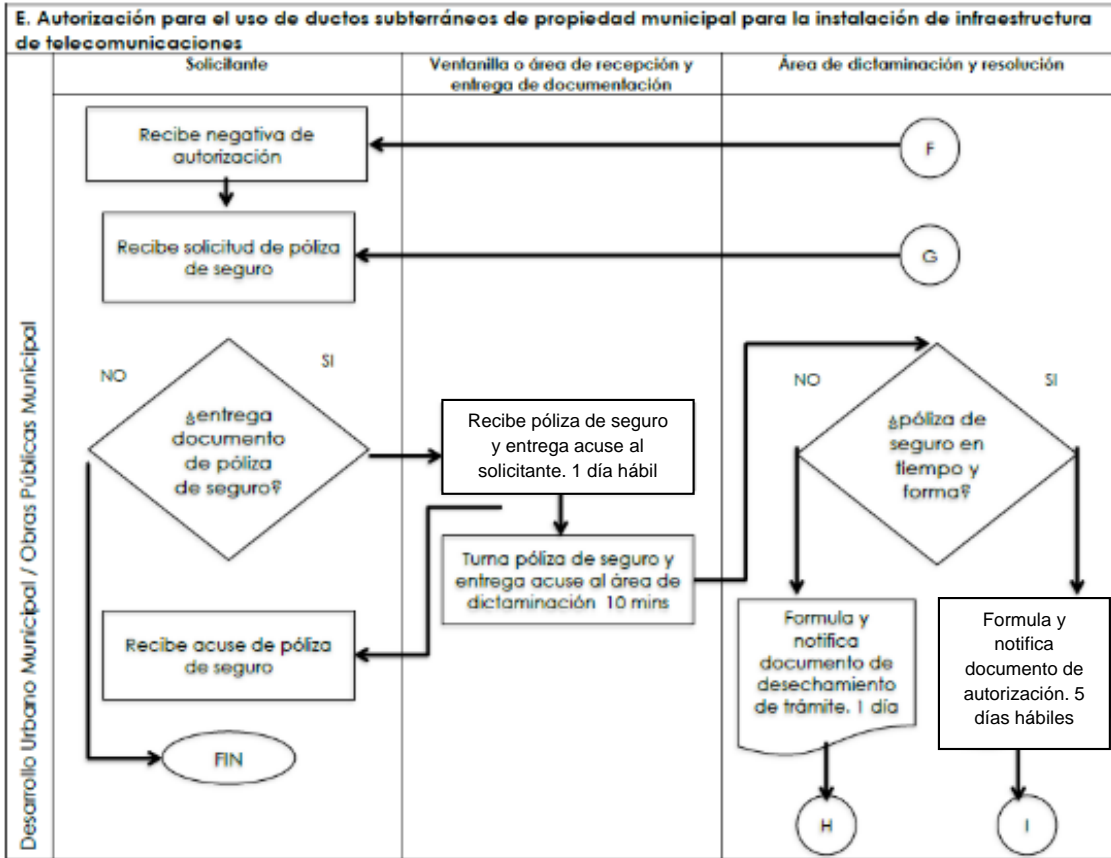 E. Autorización para el uso de ductos subterráneos de propiedad municipal para la instalación de infraestructura
de telecomunicaciones
Solicitante
Ventanilla o área de recepción y
entrega de documentación
Área de dictaminación y resolución
Desarrollo Urbano Municipal / Obras Públicas Municipal
Recibe negativa de
autorización
F
Recibe solicitud de póliza
de seguro
G
NO
SI
¿entrega
documento
de póliza
de seguro?
Recibe póliza de seguro
y entrega acuse al
solicitante. 1 día hábil
NO
SI
¿póliza de
seguro en
tiempo y
forma?
Turna póliza de seguro y
entrega acuse al área de
dictaminación 10 mins
Recibe acuse de póliza
de seguro
Formula y
notifica
documento de
desechamiento
de trámite. 1 día
Formula y
notifica
documento de
autorización. 5
días hábiles
FIN
H
I